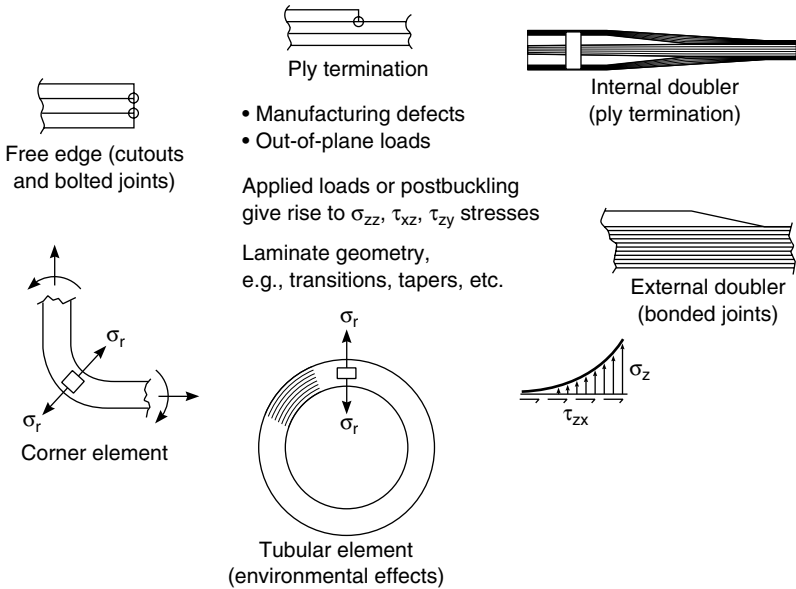 Ply termination
Internal doubler
(ply termination)
• Manufacturing defects
• Out-of-plane loads
Free edge (cutouts
and bolted joints)
Applied loads or postbuckling
give rise to σzz, τxz, τzy stresses
Laminate geometry,
e.g., transitions, tapers, etc.
External doubler
(bonded joints)
σr
σr
Corner element
σr
σr
Tubular element
(environmental effects)
σz
τzx